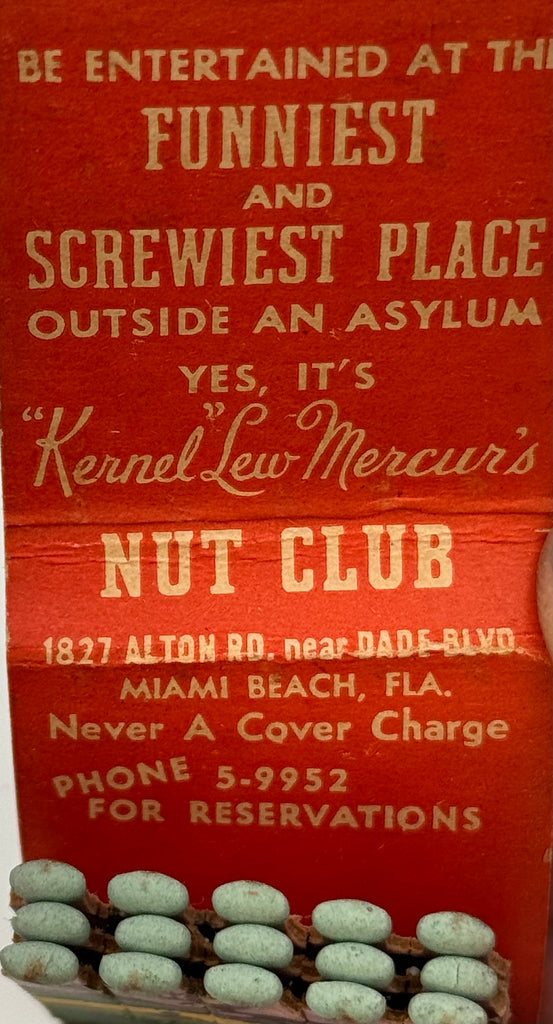 BE ENTERTAINED AT TH
FUNNIEST
AND
SCREWIEST PLACE
OUTSIDE AN ASYLUM
YES, IT'S
"Kernel" Lew Mercur's
NUT CLUB
1827 ALTON RD. near DADE BLVD
MIAMI BEACH, FLA.
Never A Cover Charge
PHONE 5-9952
FOR RESERVATIONS